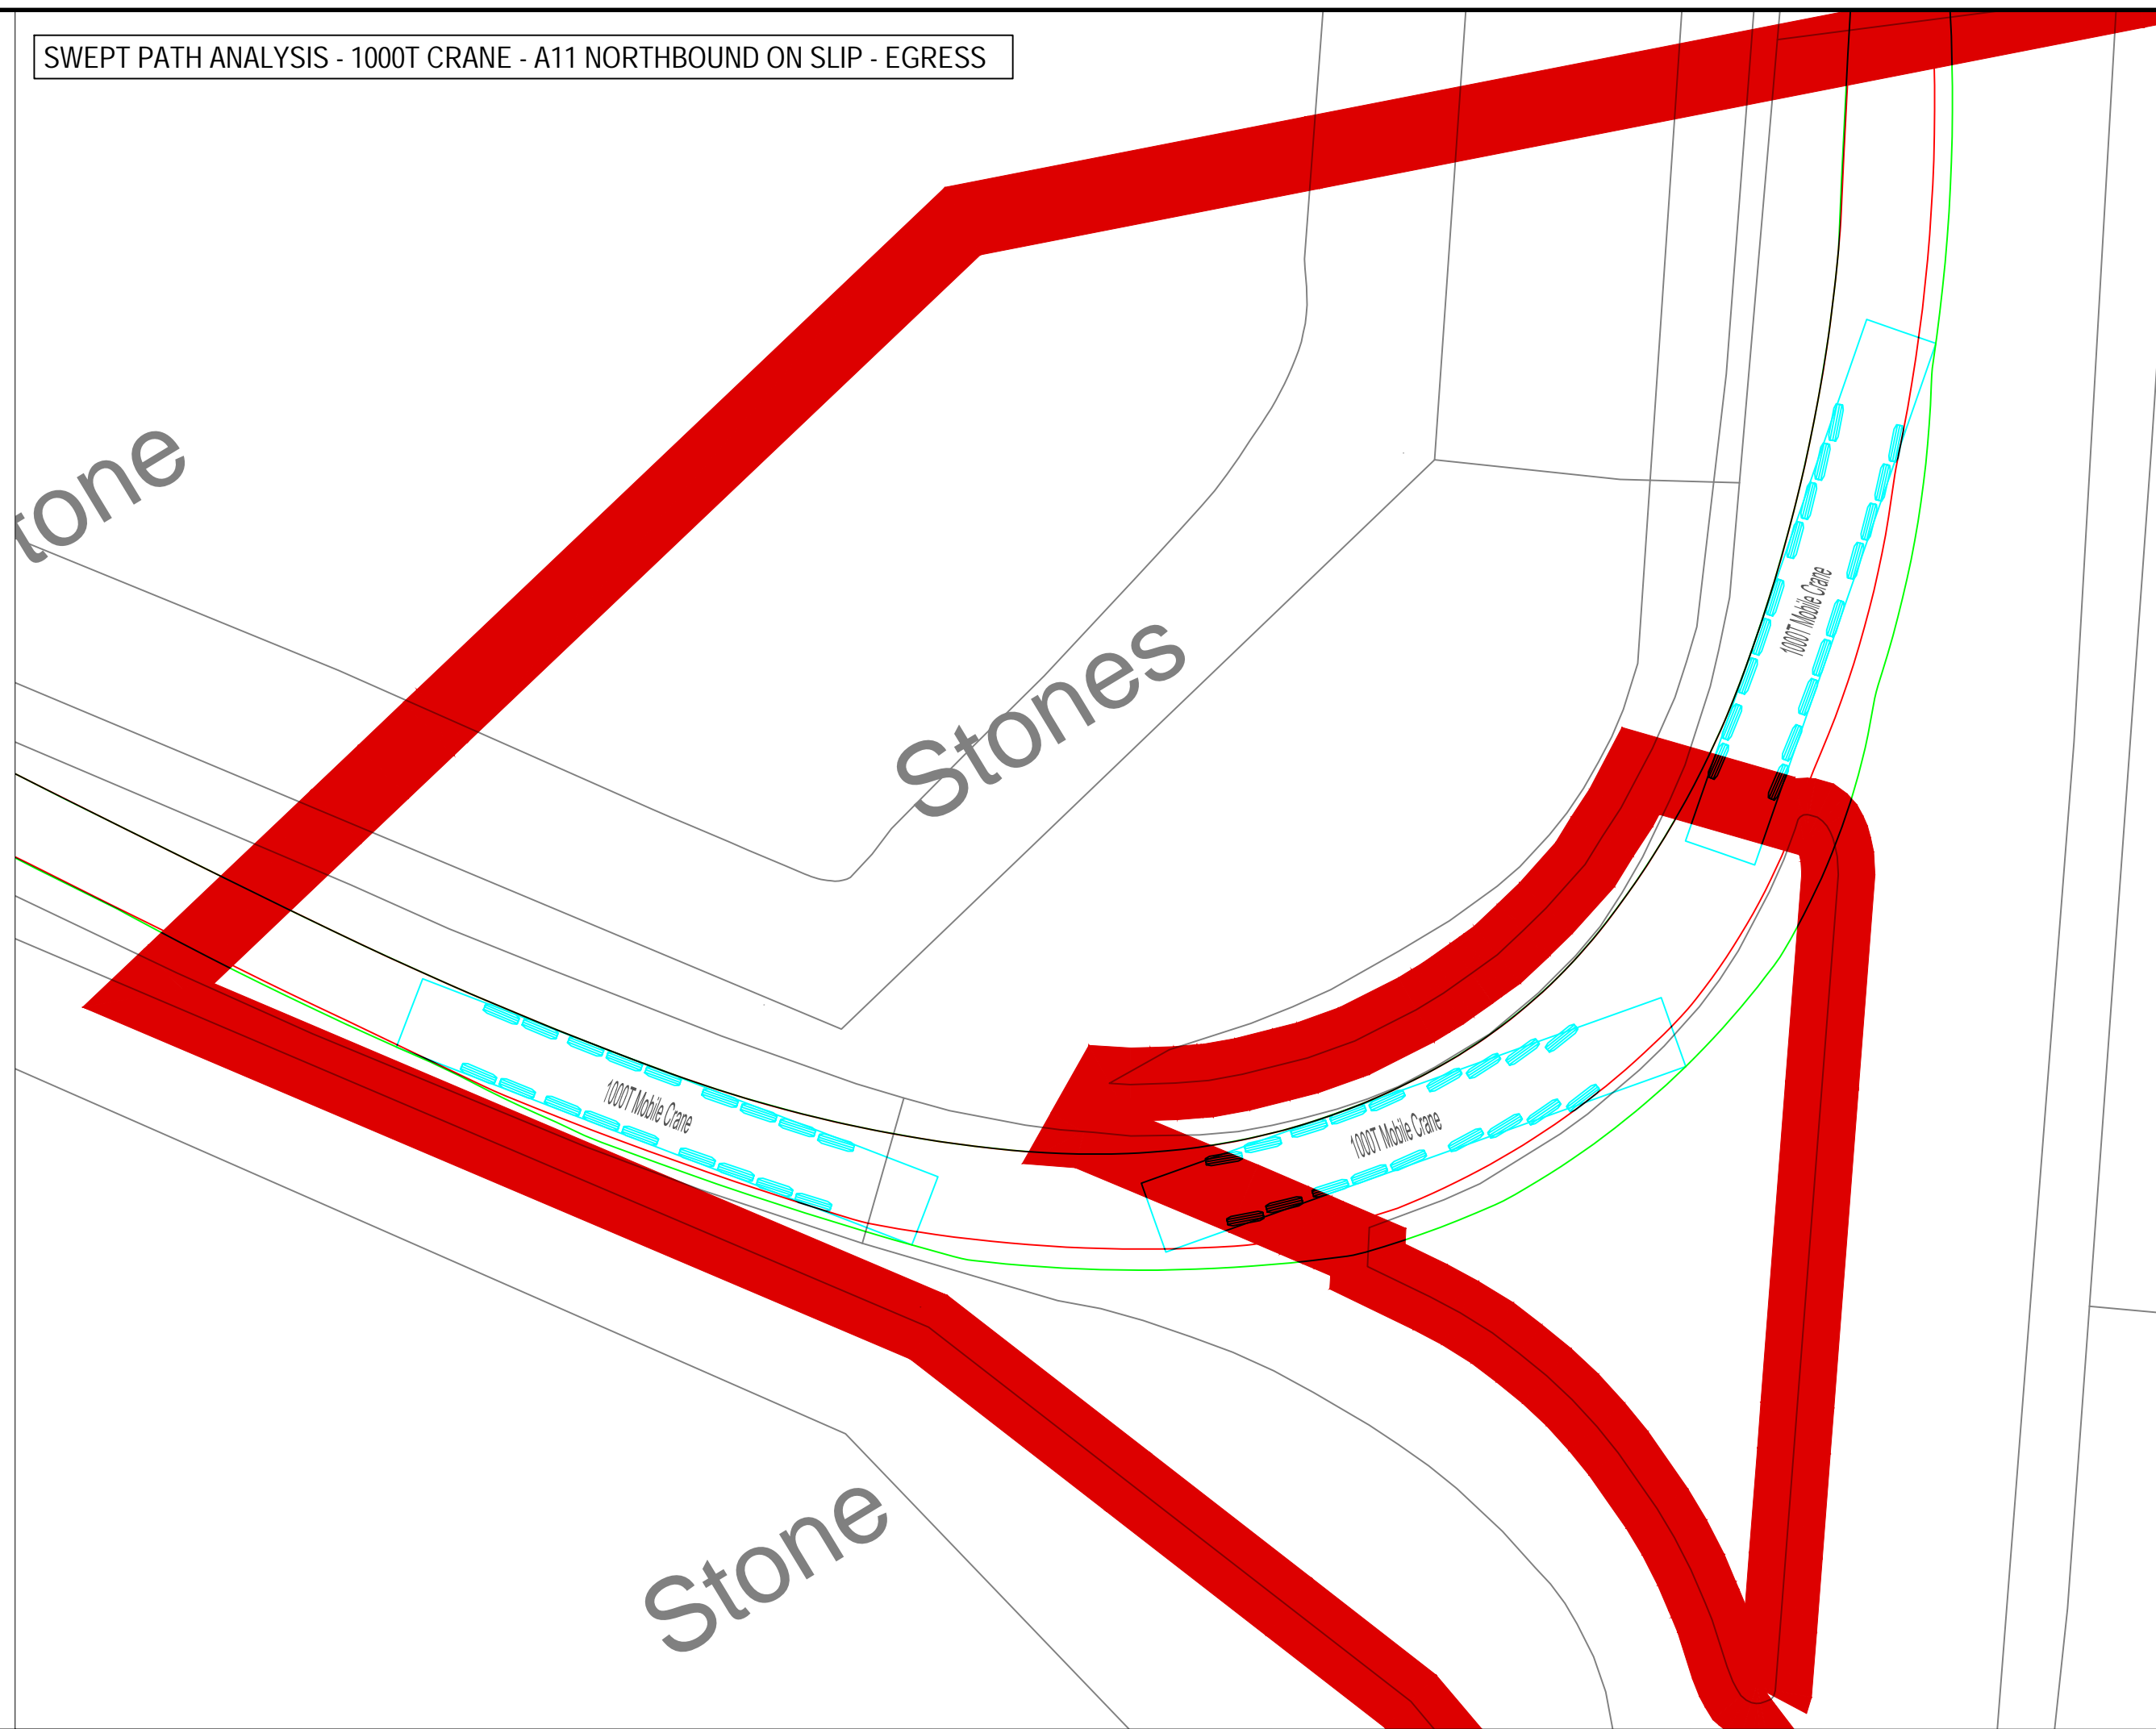 SWEPT PATH ANALYSIS - 1000T CRANE - A11 NORTHBOUND ON SLIP - EGRESS
tone
1000T Mobile Crane
Stones
1000T Mobile Crane
1000T Mobile Crane
Stone